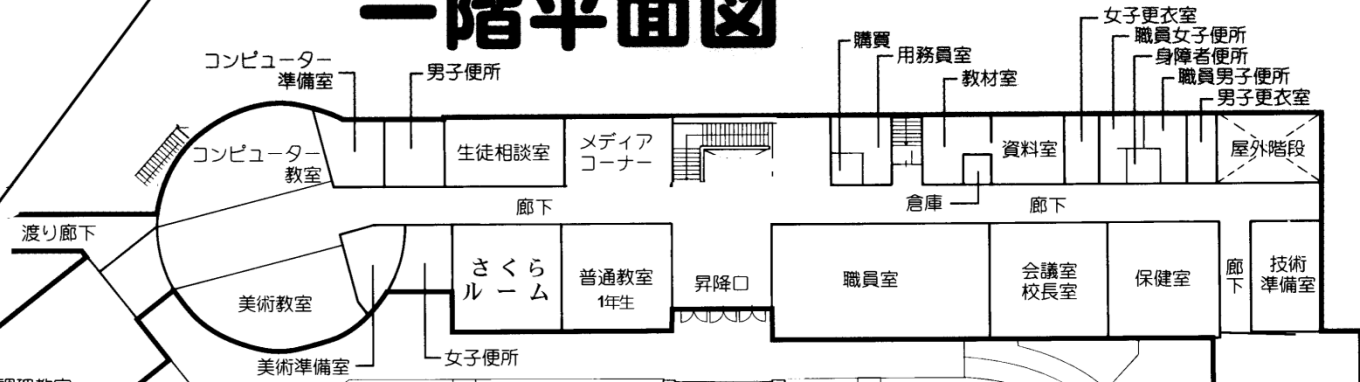 一階平面図
コンピューター
準備室
男子便所
購買
用務員室
教材室
女子更衣室
職員女子便所
身障者便所
職員男子便所
男子更衣室
コンピューター
教室
生徒相談室
メディア
コーナー
資料室
屋外階段
倉庫
廊下
廊下
渡り廊下
美術教室
さくら
ルーム
普通教室
1年生
昇降口
職員室
会議室
校長室
保健室
廊下
技術
準備室
美術準備室
女子便所